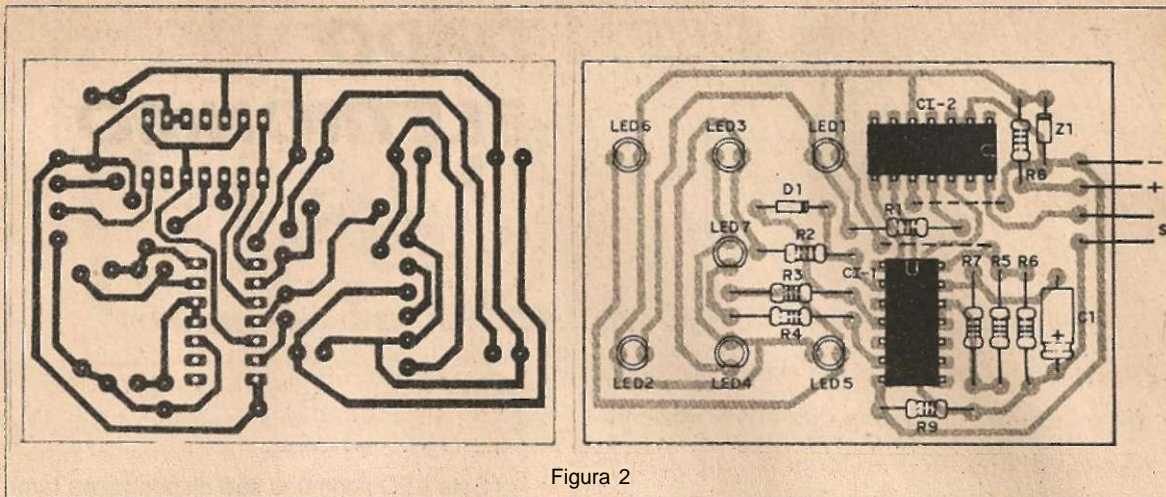 CI-2
LED6 LED3 LED1
Z1
R8
−
+
D1
R1
S
LED7
R2
CI-1
R7 R5 R6
R3
C1
R4
+
LED2 LED4 LED5
R9
Figura 2